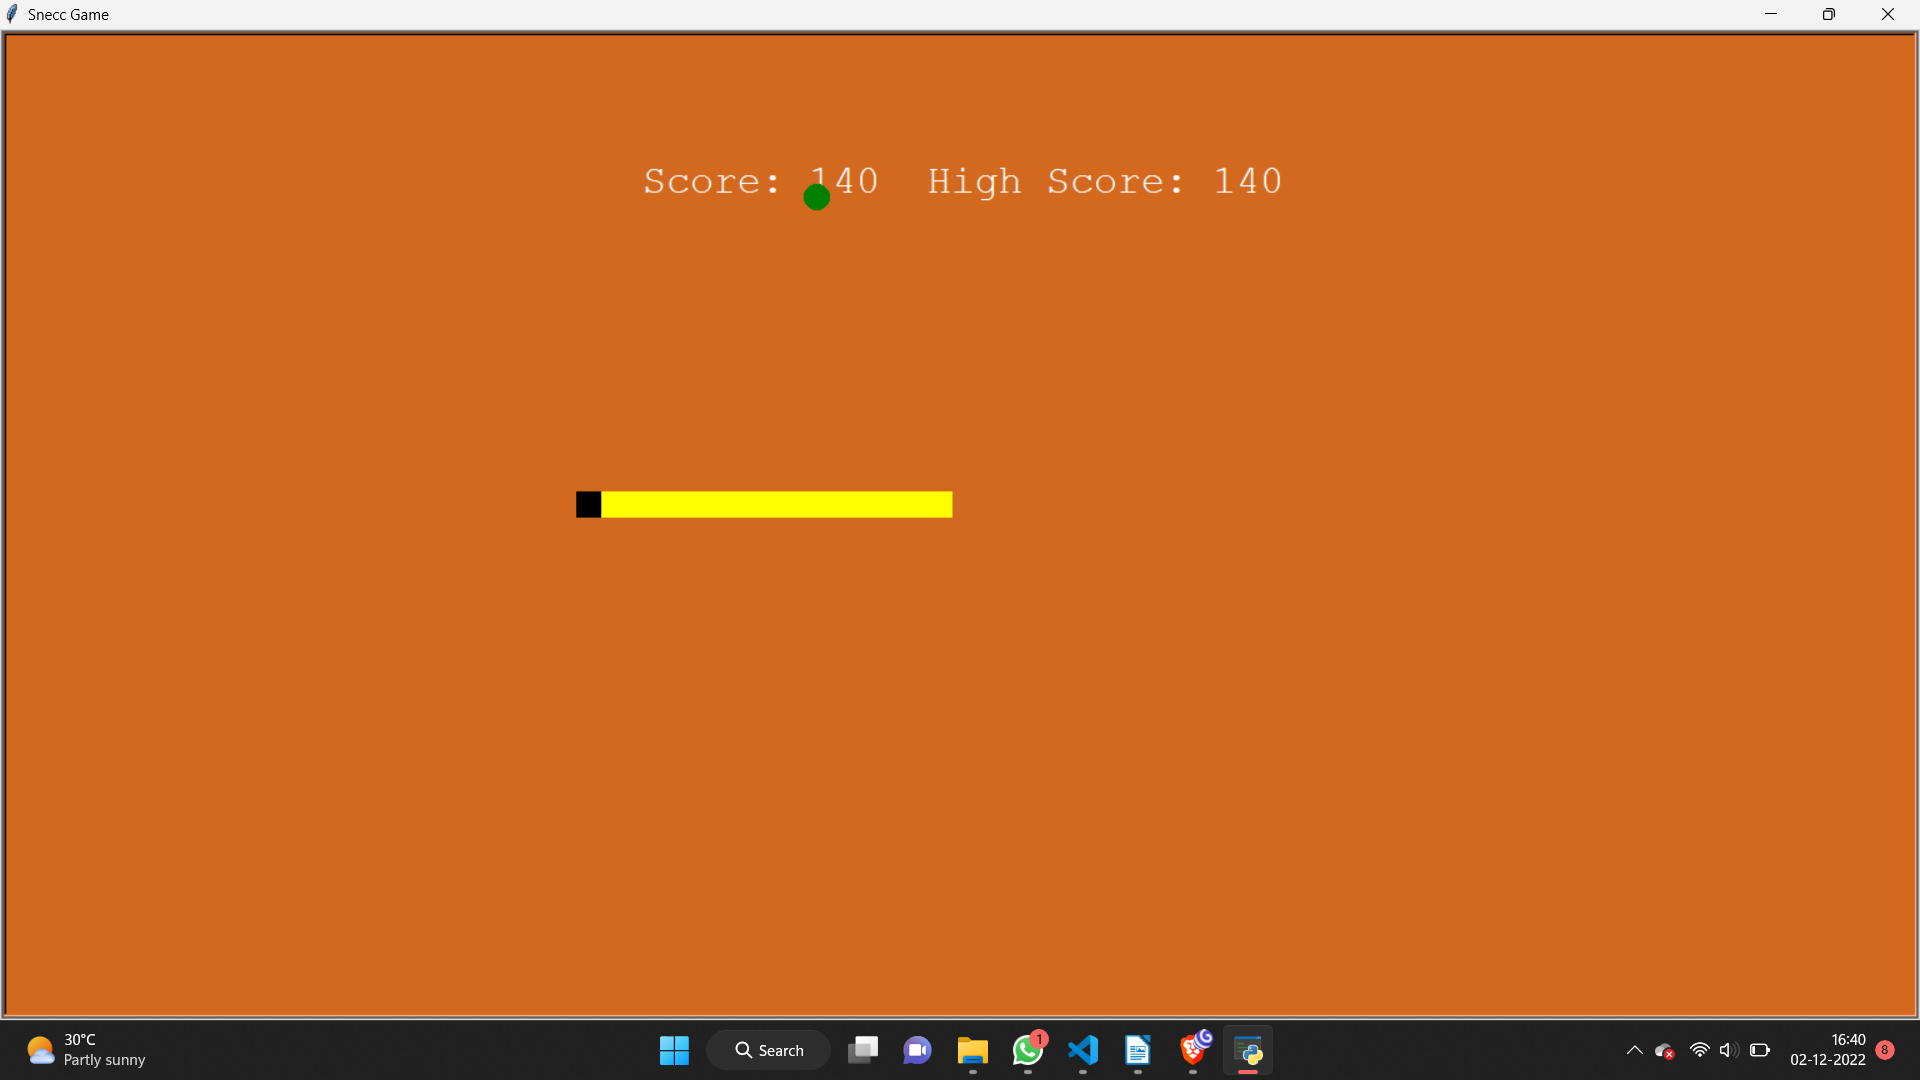 Snecc Game
Score: 140  High Score: 140
30°C
Partly sunny
Search
1
16:40
02-12-2022
8